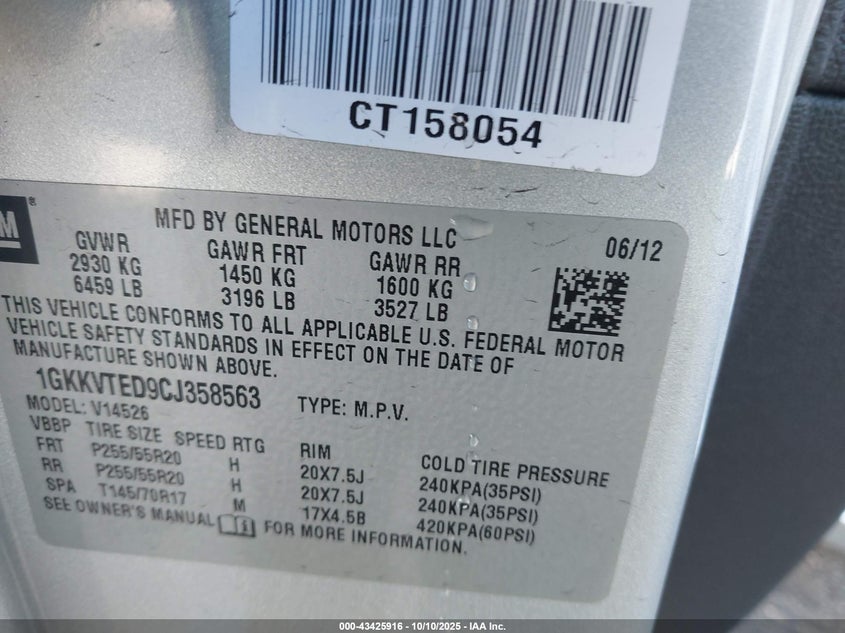 CT158054
M®
MFD BY GENERAL MOTORS LLC 06/12
GVWR GAWR FRT GAWR RR
2930 KG 1450 KG 1600 KG
6459 LB 3196 LB 3527 LB
THIS VEHICLE CONFORMS TO ALL APPLICABLE U.S. FEDERAL MOTOR
VEHICLE SAFETY STANDARDS IN EFFECT ON THE DATE OF
MANUFACTURE SHOWN ABOVE.
1GKKVTED9CJ358563 TYPE: M.P.V.
MODEL: V14526
VBBP TIRE SIZE SPEED RTG RIM COLD TIRE PRESSURE
FRT P255/55R20 H 20X7.5J 240KPA(35PSI)
RR P255/55R20 H 20X7.5J 240KPA(35PSI)
SPA T145/70R17 M 17X4.5B 420KPA(60PSI)
SEE OWNER'S MANUAL FOR MORE INFORMATION.
000-43425916 - 10/10/2025 - IAA Inc.